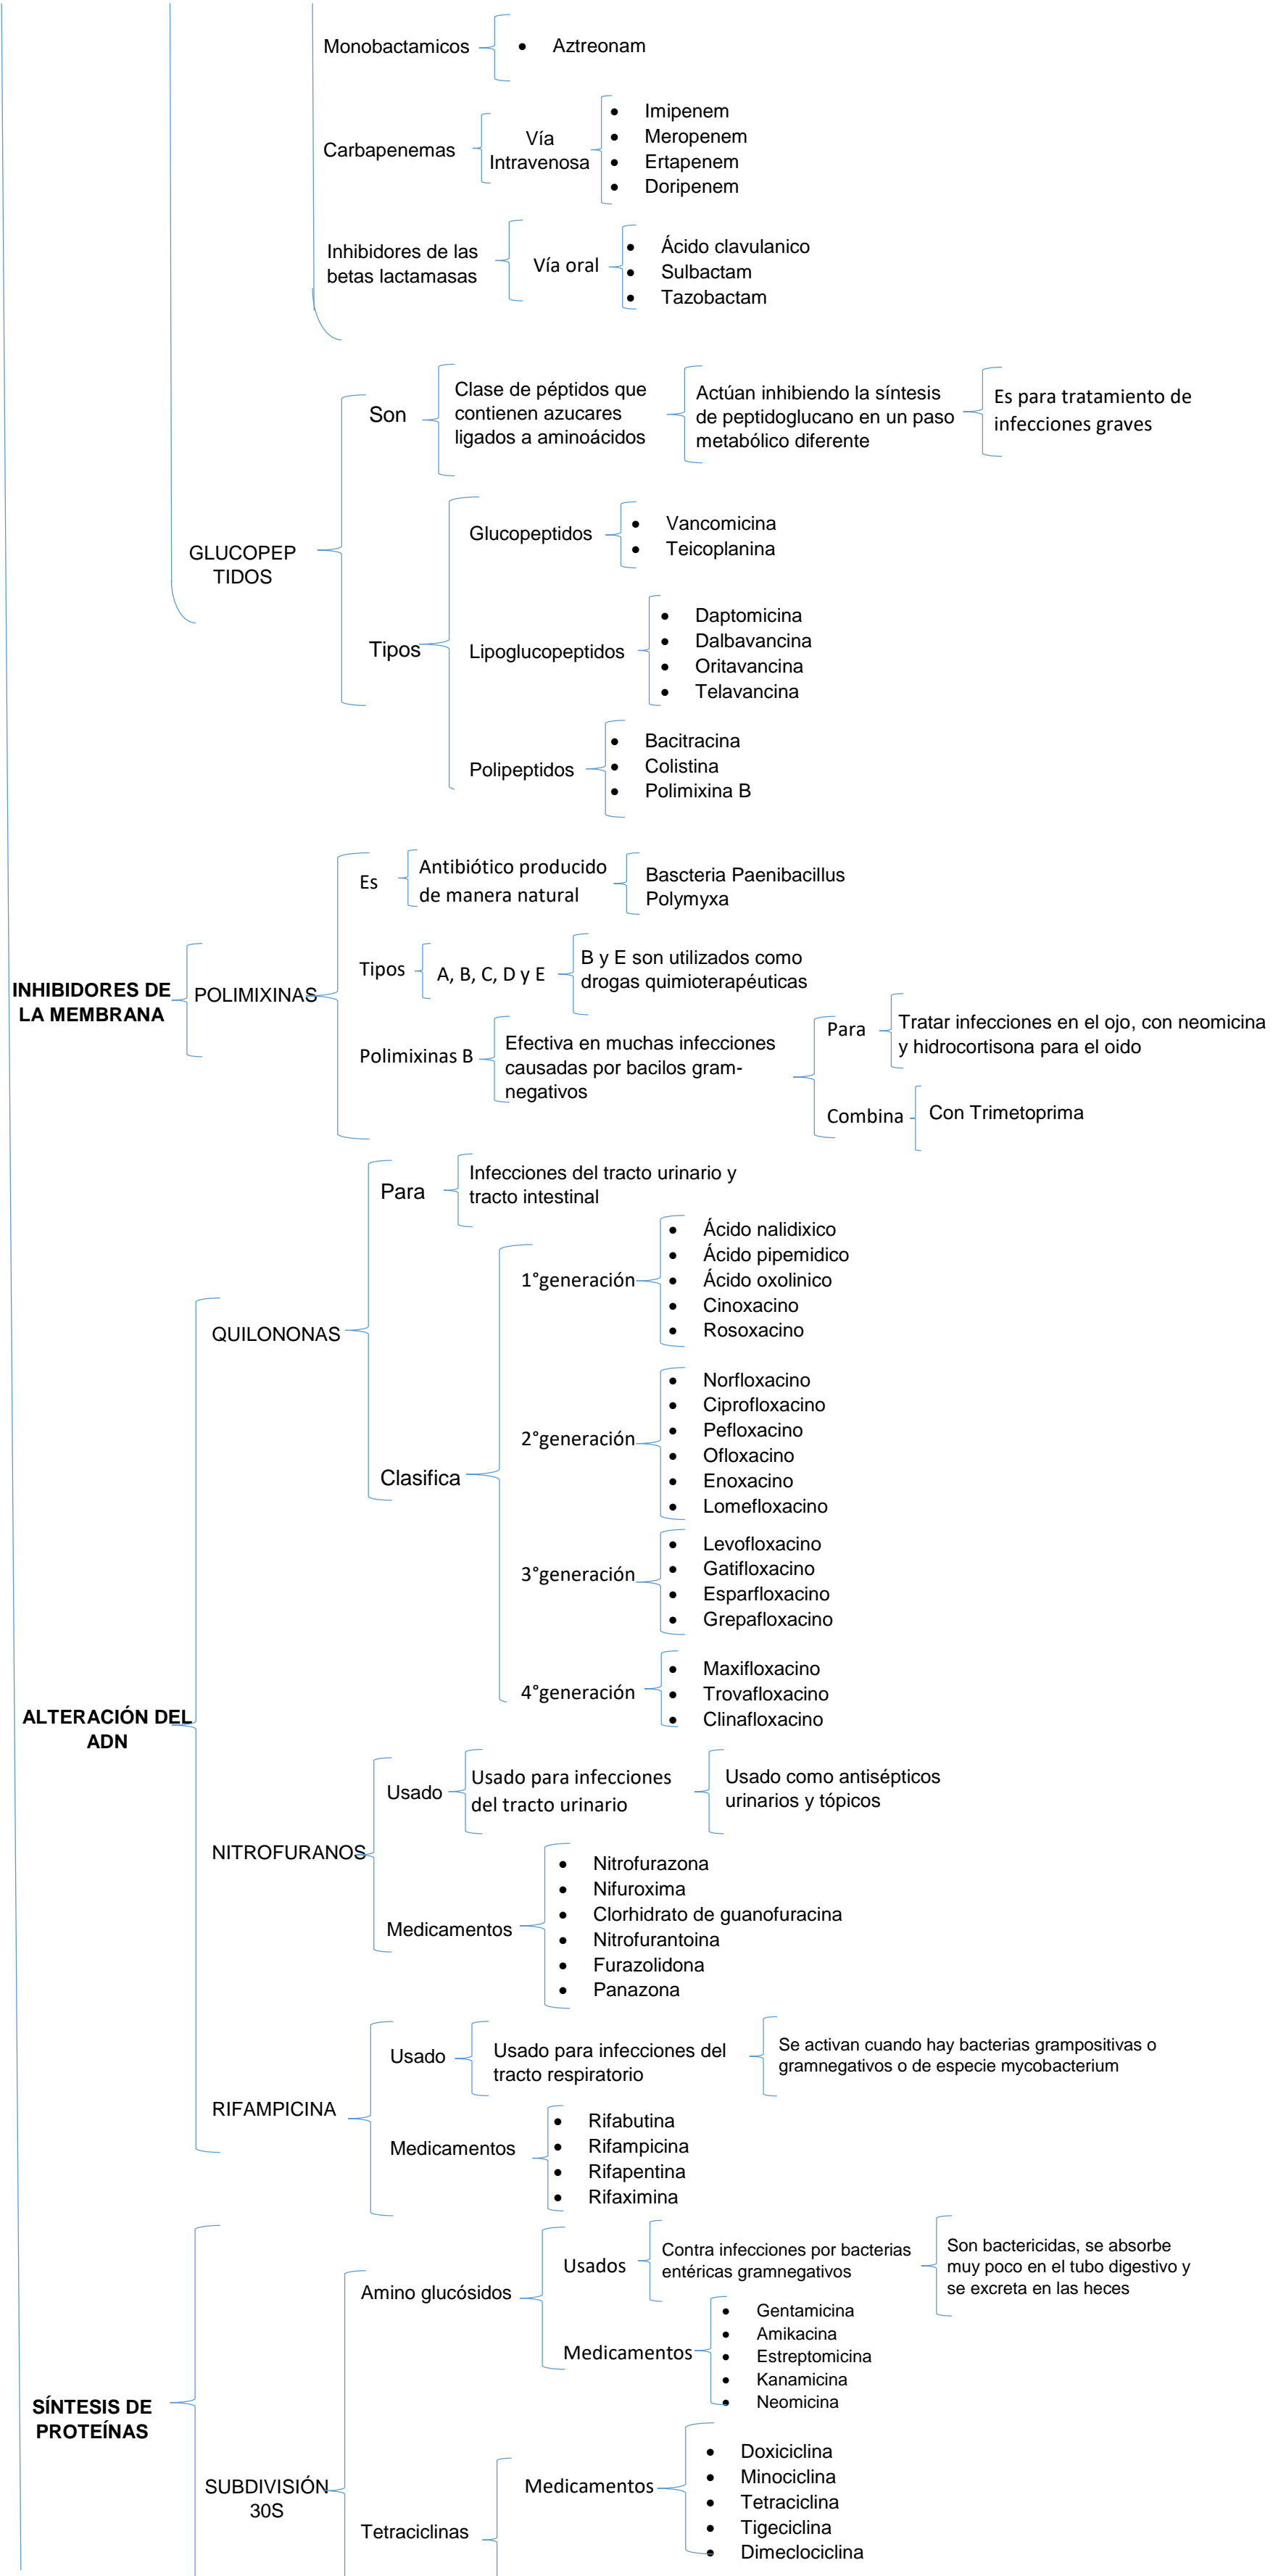 Monobactamicos
• Aztreonam
Carbapenemas
Vía
Intravenosa
• Imipenem
• Meropenem
• Ertapenem
• Doripenem
Inhibidores de las
betas lactamasas
Vía oral
• Ácido clavulanico
• Sulbactam
• Tazobactam
GLUCOPEP
TIDOS
Son
Clase de péptidos que
contienen azucares
ligados a aminoácidos
Actúan inhibiendo la síntesis
de peptidoglucano en un paso
metabólico diferente
Es para tratamiento de
infecciones graves
Tipos
Glucopeptidos
• Vancomicina
• Teicoplanina
Lipoglucopeptidos
• Daptomicina
• Dalbavancina
• Oritavancina
• Telavancina
Polipeptidos
• Bacitracina
• Colistina
• Polimixina B
INHIBIDORES DE
LA MEMBRANA
POLIMIXINAS
Es
Antibiótico producido
de manera natural
Bascteria Paenibacillus
Polymyxa
Tipos
A, B, C, D y E
B y E son utilizados como
drogas quimioterapéuticas
Polimixinas B
Efectiva en muchas infecciones
causadas por bacilos gram-
negativos
Para
Tratar infecciones en el ojo, con neomicina
y hidrocortisona para el oido
Combina
Con Trimetoprima
ALTERACIÓN DEL
ADN
QUILONONAS
Para
Infecciones del tracto urinario y
tracto intestinal
Clasifica
1°generación
• Ácido nalidixico
• Ácido pipemidico
• Ácido oxolinico
• Cinoxacino
• Rosoxacino
2°generación
• Norfloxacino
• Ciprofloxacino
• Pefloxacino
• Ofloxacino
• Enoxacino
• Lomefloxacino
3°generación
• Levofloxacino
• Gatifloxacino
• Esparfloxacino
• Grepafloxacino
4°generación
• Maxifloxacino
• Trovafloxacino
• Clinafloxacino
NITROFURANOS
Usado
Usado para infecciones
del tracto urinario
Usado como antisépticos
urinarios y tópicos
Medicamentos
• Nitrofurazona
• Nifuroxima
• Clorhidrato de guanofuracina
• Nitrofurantoina
• Furazolidona
• Panazona
RIFAMPICINA
Usado
Usado para infecciones del
tracto respiratorio
Se activan cuando hay bacterias grampositivas o
gramnegativos o de especie mycobacterium
Medicamentos
• Rifabutina
• Rifampicina
• Rifapentina
• Rifaximina
SÍNTESIS DE
PROTEÍNAS
SUBDIVISIÓN
30S
Amino glucósidos
Usados
Contra infecciones por bacterias
entéricas gramnegativos
Son bactericidas, se absorbe
muy poco en el tubo digestivo y
se excreta en las heces
Medicamentos
• Gentamicina
• Amikacina
• Estreptomicina
• Kanamicina
• Neomicina
Tetraciclinas
Medicamentos
• Doxiciclina
• Minociclina
• Tetraciclina
• Tigeciclina
• Dimeclociclina